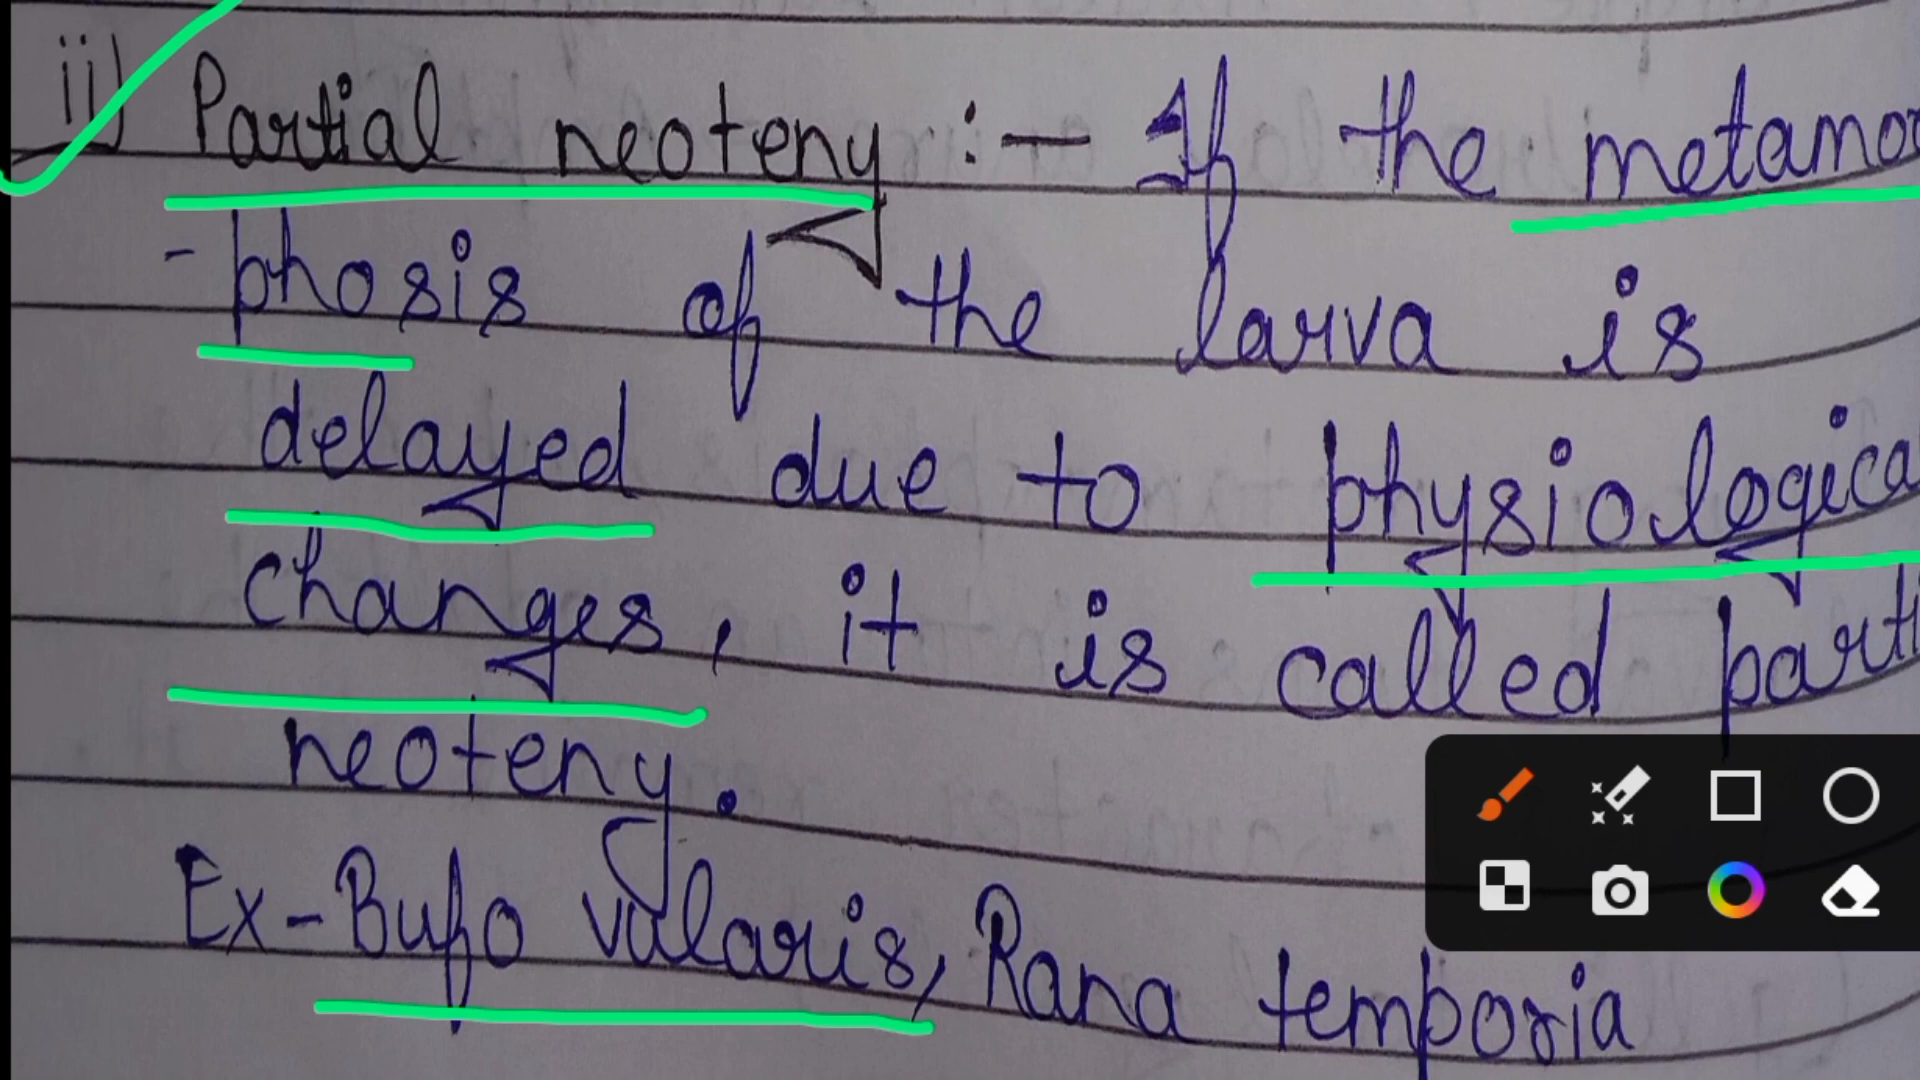 ii) Partial neoteny :- If the metamor
- phosis of the larva is
delayed due to physiologica
changes, it is called parti
neoteny.
Ex-Bufo vularis, Rana temporia